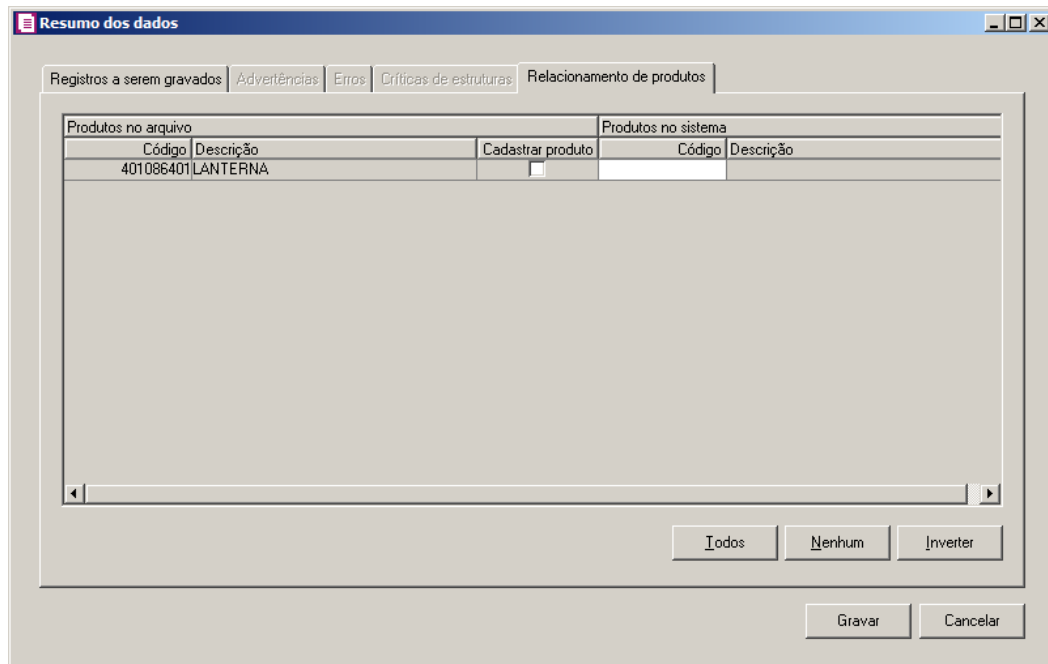 Resumo dos dados
Registros a serem gravados Advertências Erros Críticas de estruturas Relacionamento de produtos
Produtos no arquivo Produtos no sistema
Código Descrição Cadastrar produto Código Descrição
401086401 LANTERNA
Todos Nenhum Inverter
Gravar Cancelar